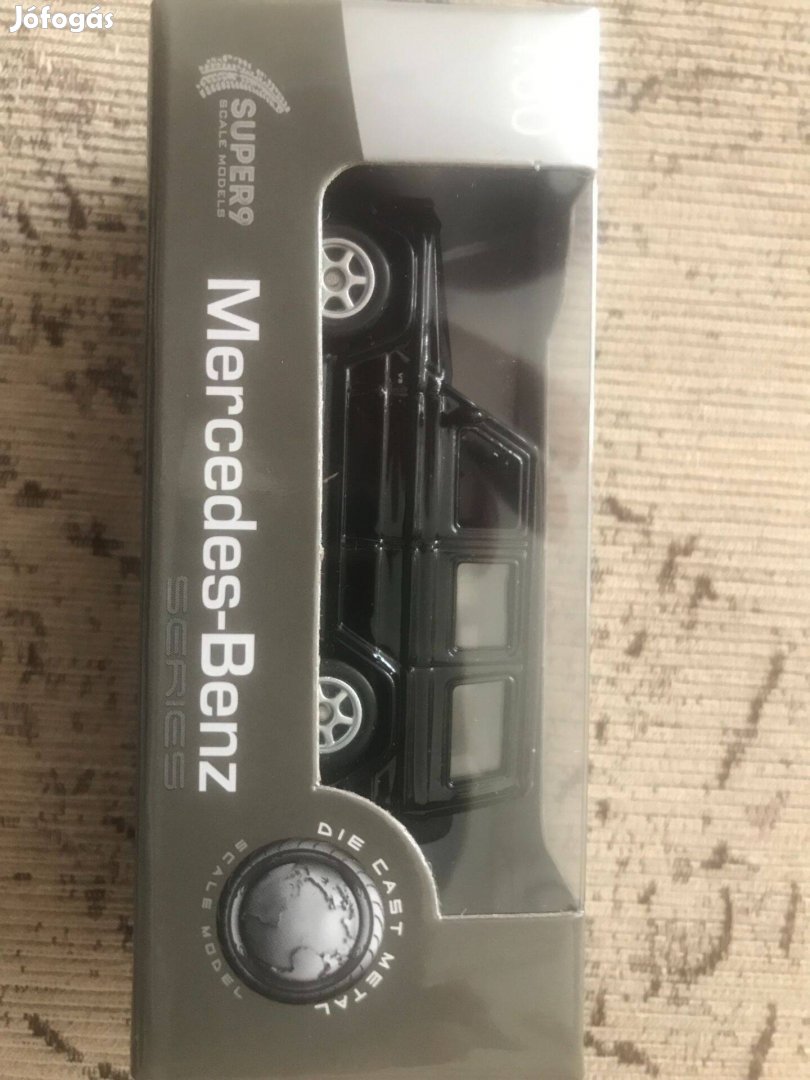 Jófogás
SUPER9
SCALE MODELS
Mercedes-Benz
SERIES
DIE CAST METAL
SCALE MODEL